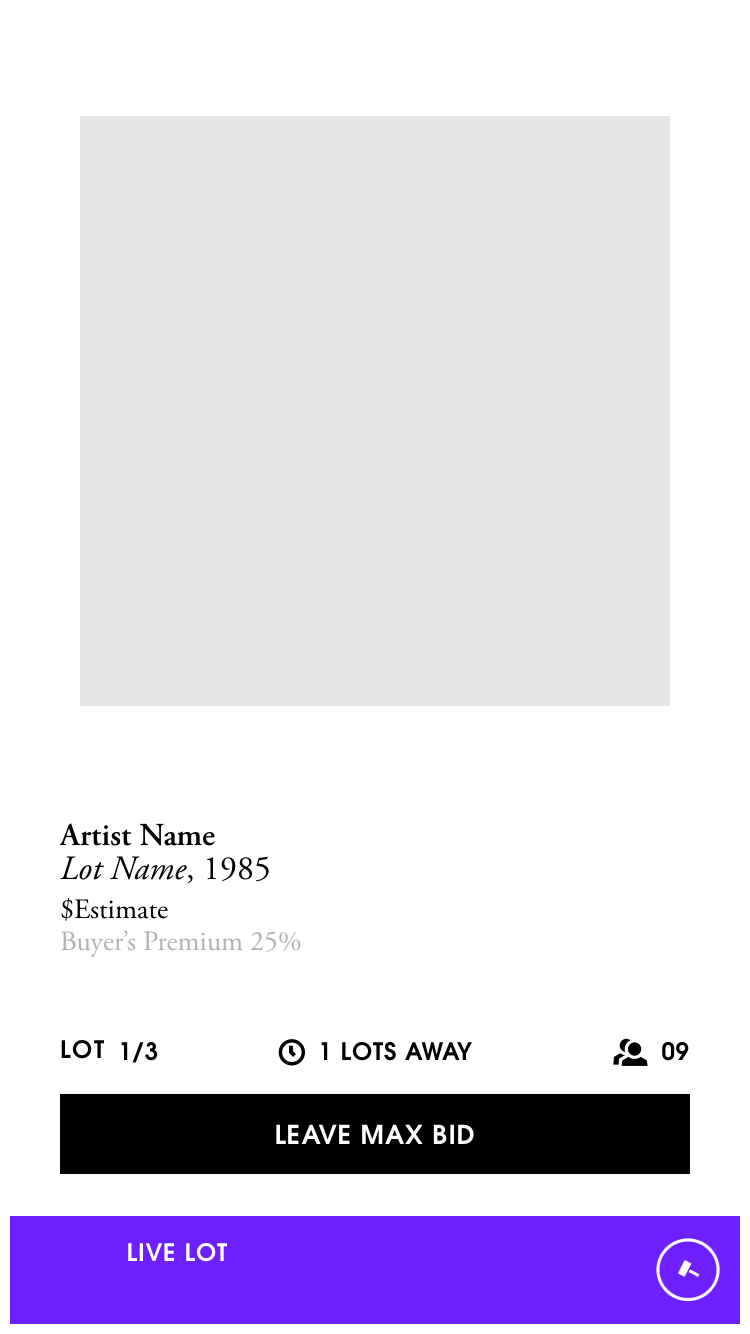 Artist Name
Lot Name, 1985
$Estimate
Buyer’s Premium 25%
LOT 1/3 1 LOTS AWAY 09
LEAVE MAX BID
LIVE LOT